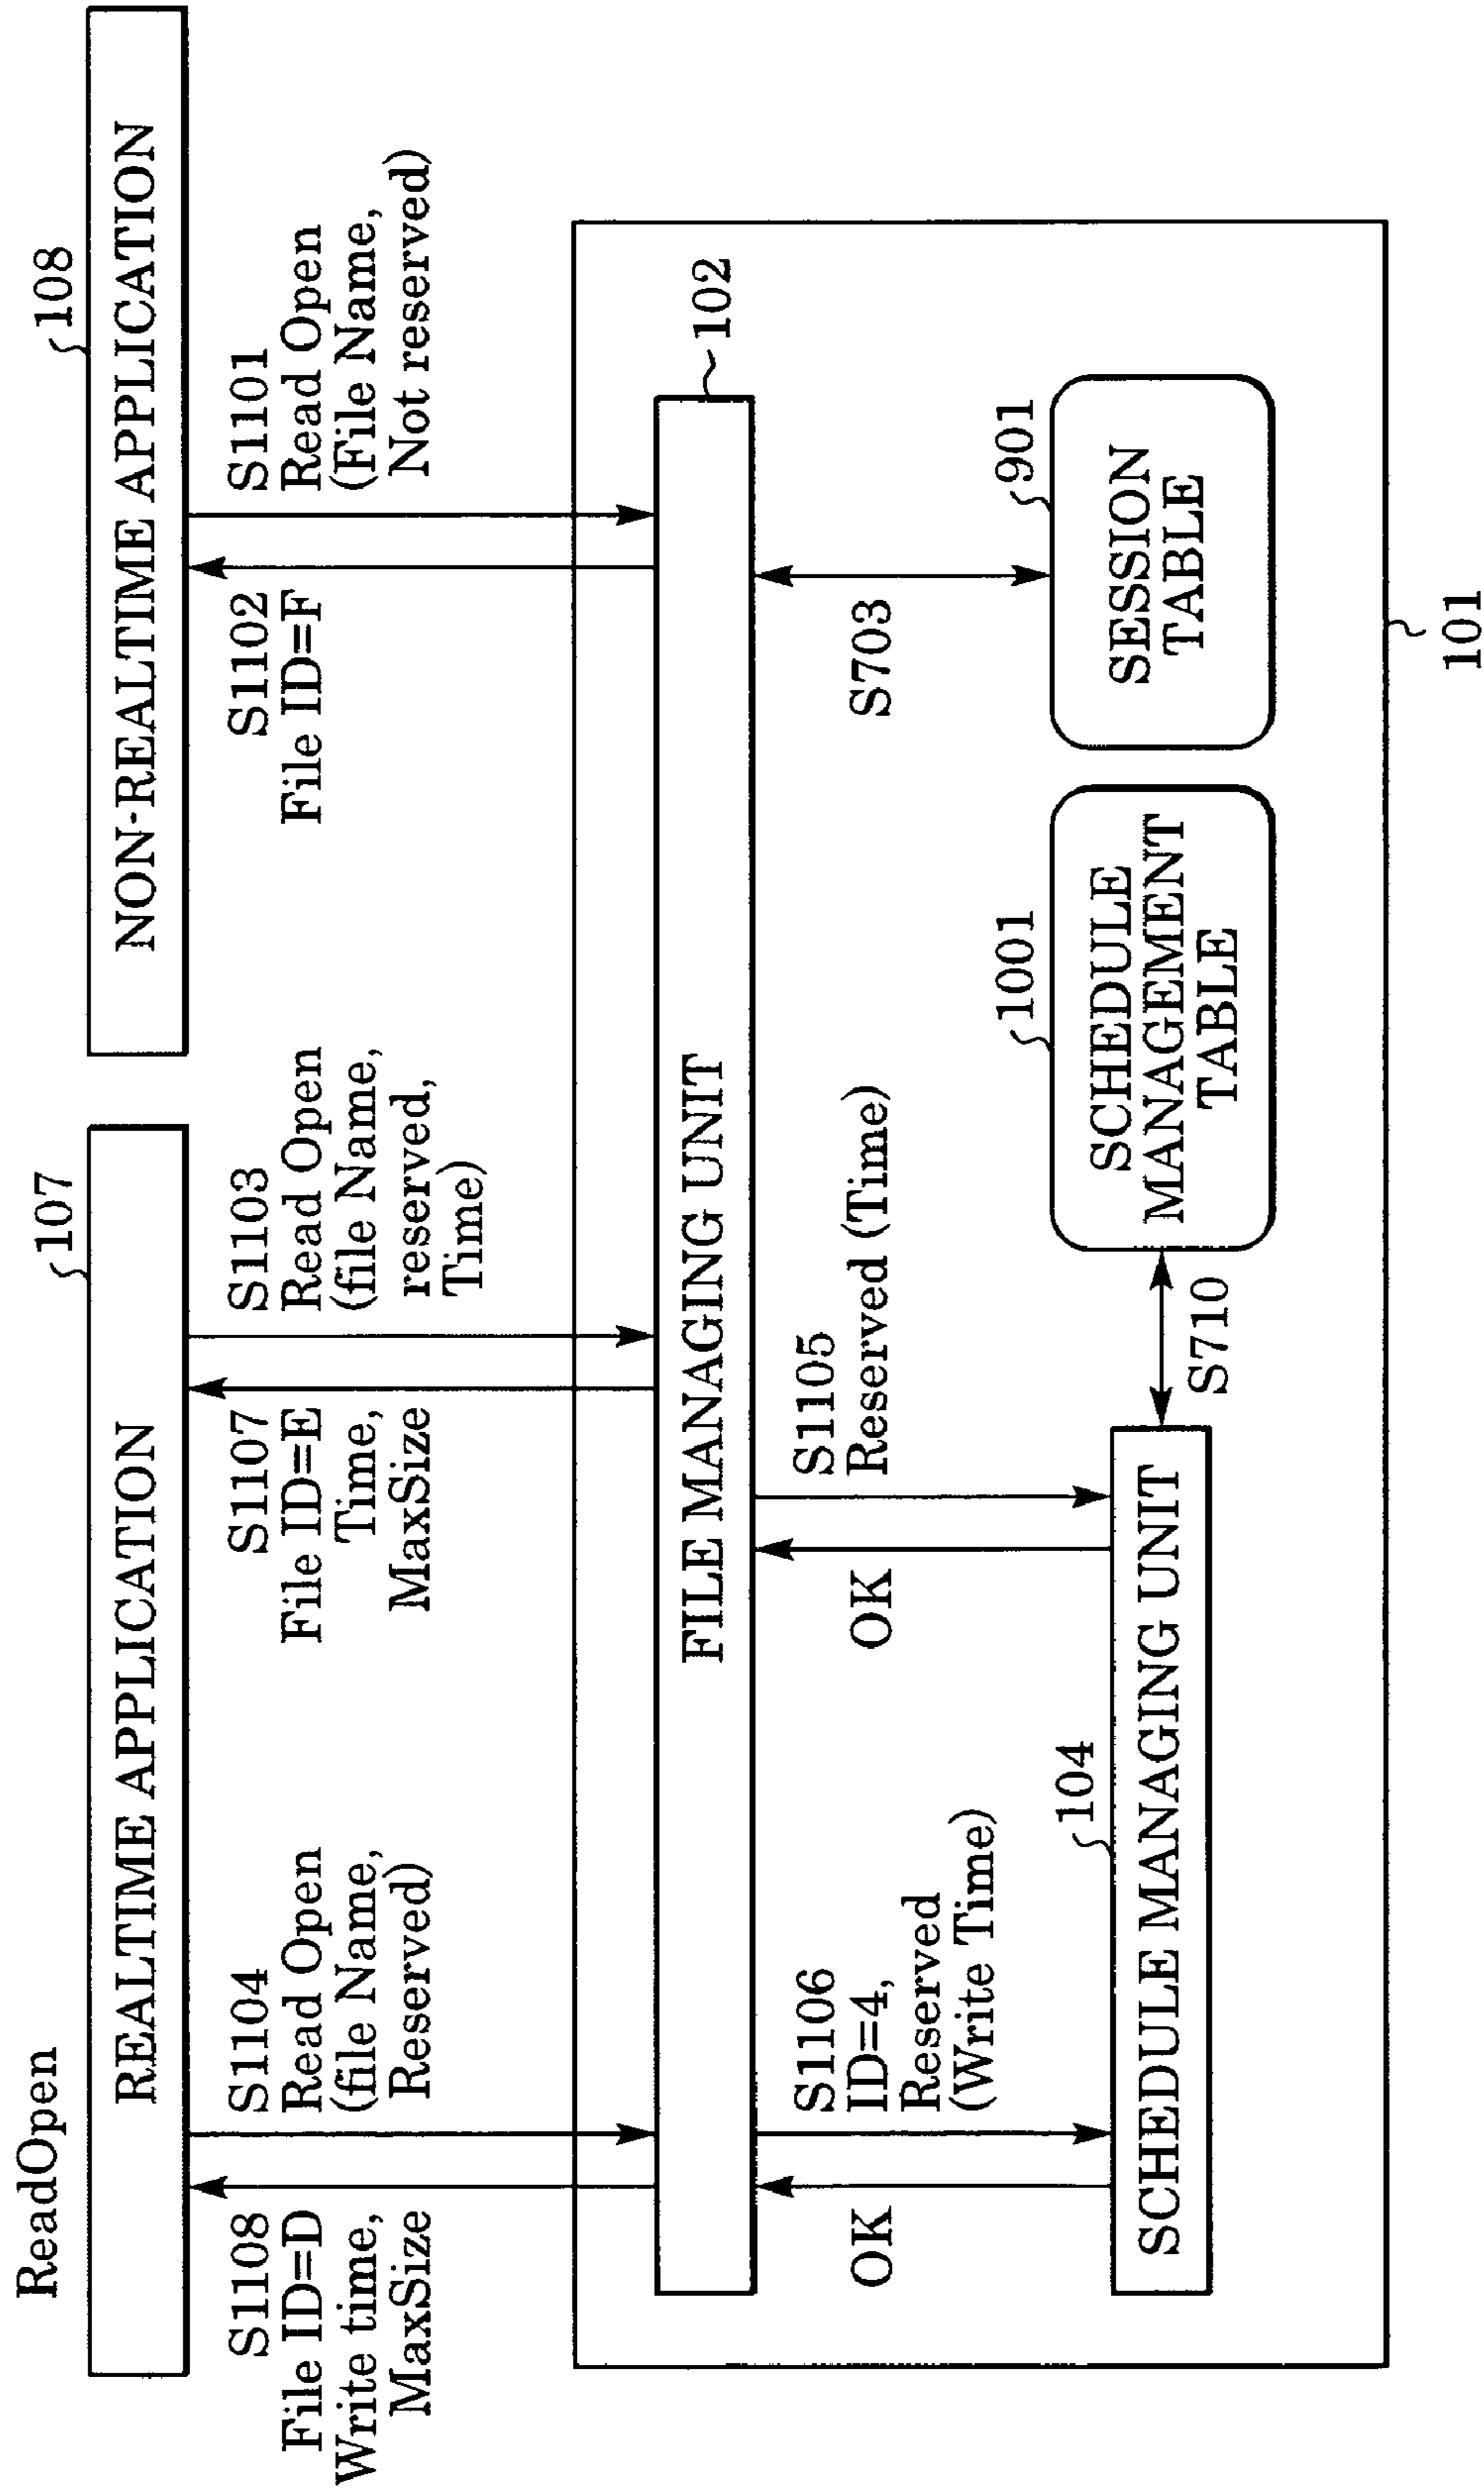 ReadOpen
107
108
REALTIME APPLICATION
NON-REALTIME APPLICATION
S1108
File ID=D
Write time,
MaxSize
S1104
Read Open
(file Name,
Reserved)
S1107
File ID=E
Time,
MaxSize
S1103
Read Open
(file Name,
reserved,
Time)
S1102
File ID=F
S1101
Read Open
(File Name,
Not reserved)
FILE MANAGING UNIT
102
OK
S1106
ID=4,
Reserved
(Write Time)
OK
S1105
Reserved (Time)
S703
104
SCHEDULE MANAGING UNIT
S710
1001
SCHEDULE
MANAGEMENT
TABLE
901
SESSION
TABLE
101